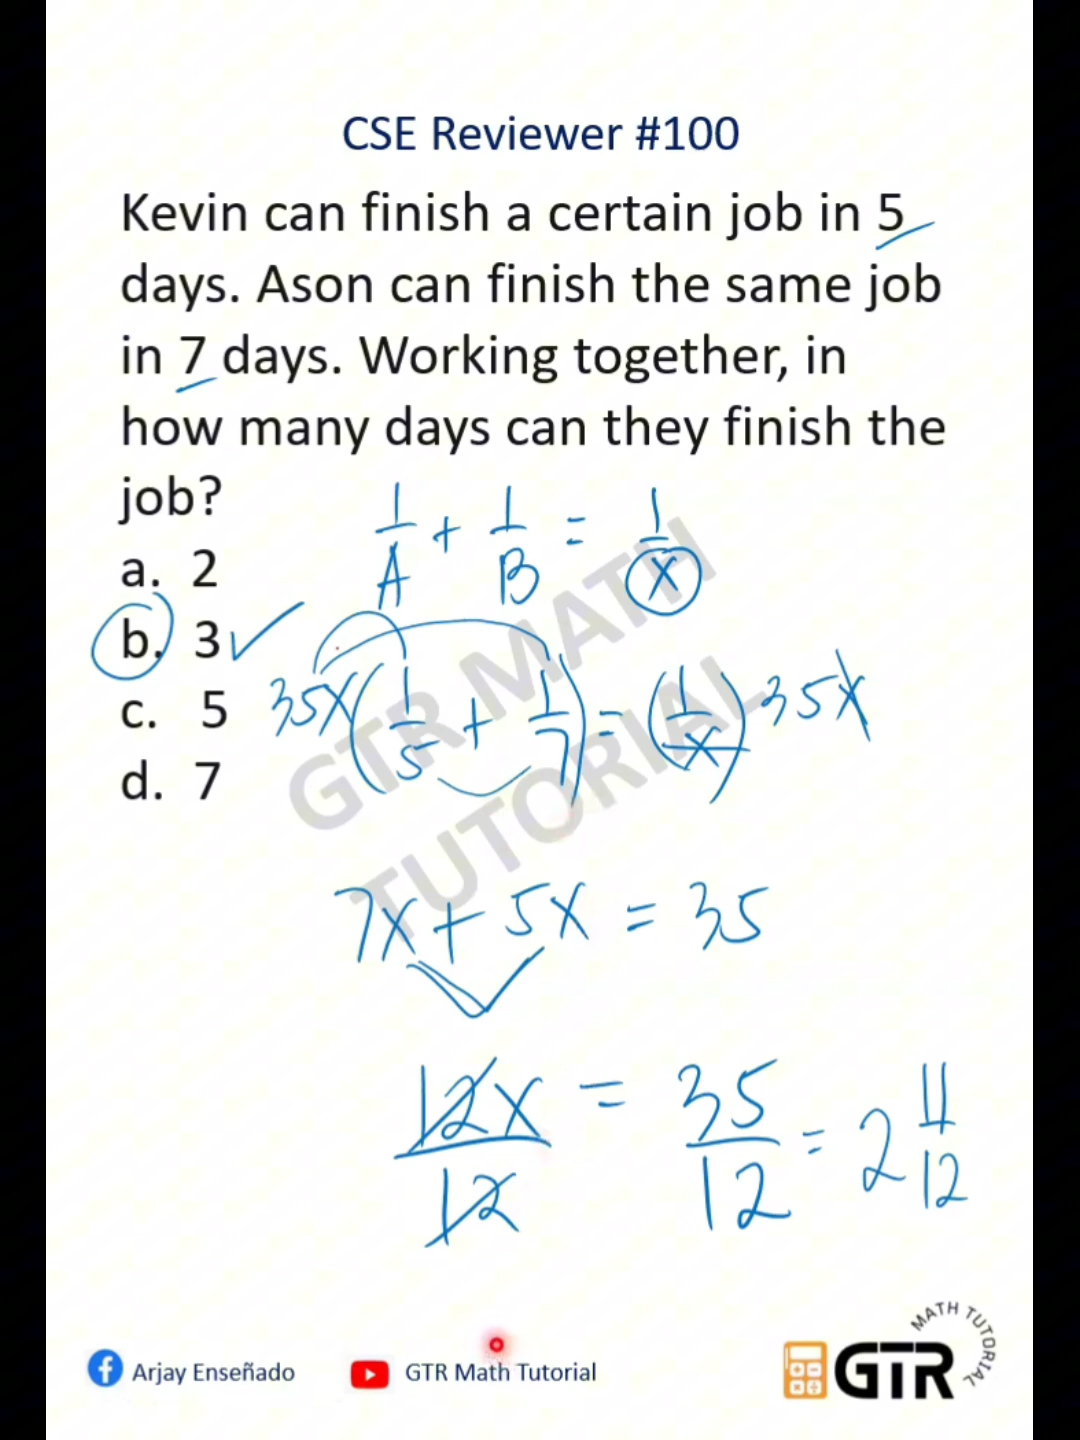 CSE Reviewer #100
Kevin can finish a certain job in 5
days. Ason can finish the same job
in 7 days. Working together, in
how many days can they finish the
job?
1/A + 1/B = 1/x
a. 2
b. 3 ✓
c. 5
d. 7
35x(1/5 + 1/7) = (1/x) 35x
GTR MATH
TUTORIAL
7x + 5x = 35
12x/12 = 35/12 = 2 11/12
Arjay Enseñado
GTR Math Tutorial
GTR
MATH TUTORIAL